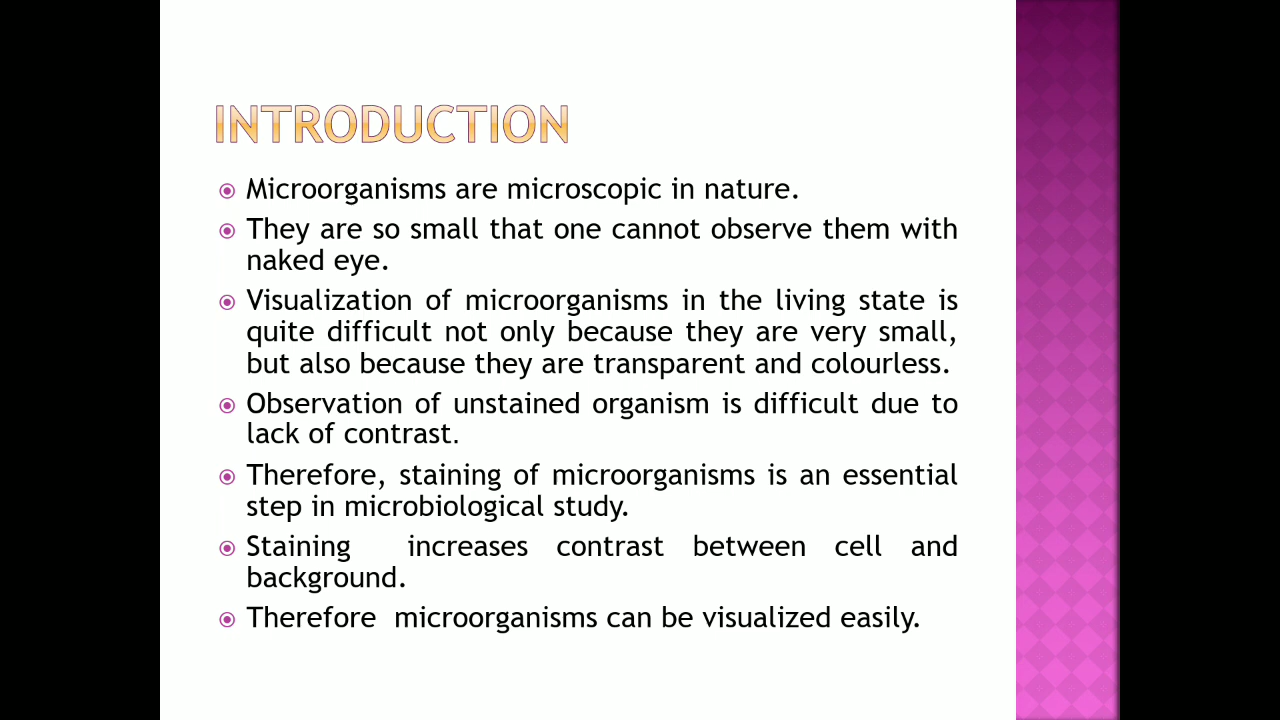 INTRODUCTION
Microorganisms are microscopic in nature.
They are so small that one cannot observe them with
naked eye.
Visualization of microorganisms in the living state is
quite difficult not only because they are very small,
but also because they are transparent and colourless.
Observation of unstained organism is difficult due to
lack of contrast.
Therefore, staining of microorganisms is an essential
step in microbiological study.
Staining increases contrast between cell and
background.
Therefore microorganisms can be visualized easily.